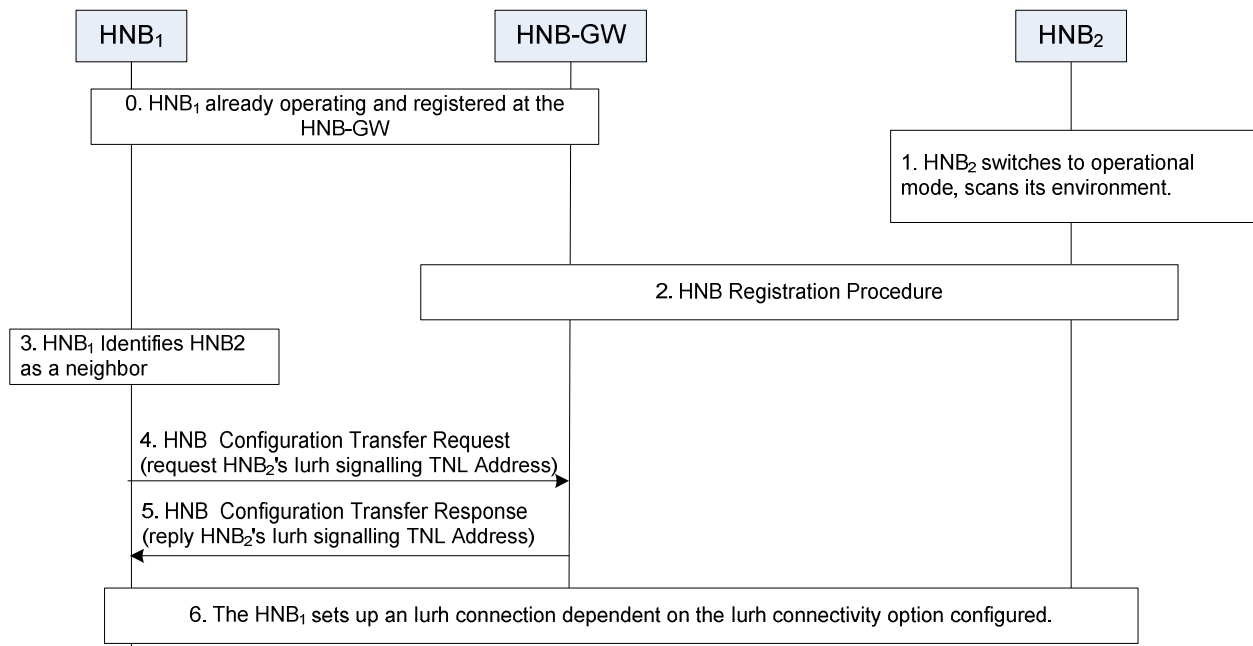 HNB₁
HNB-GW
HNB₂
0. HNB₁ already operating and registered at the
HNB-GW
1. HNB₂ switches to operational
mode, scans its environment.
2. HNB Registration Procedure
3. HNB₁ Identifies HNB2
as a neighbor
4. HNB Configuration Transfer Request
(request HNB₂'s Iurh signalling TNL Address)
5. HNB Configuration Transfer Response
(reply HNB₂'s Iurh signalling TNL Address)
6. The HNB₁ sets up an Iurh connection dependent on the Iurh connectivity option configured.